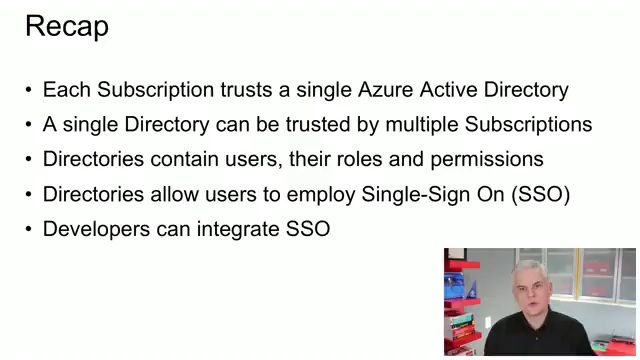 Recap
• Each Subscription trusts a single Azure Active Directory
• A single Directory can be trusted by multiple Subscriptions
• Directories contain users, their roles and permissions
• Directories allow users to employ Single-Sign On (SSO)
• Developers can integrate SSO